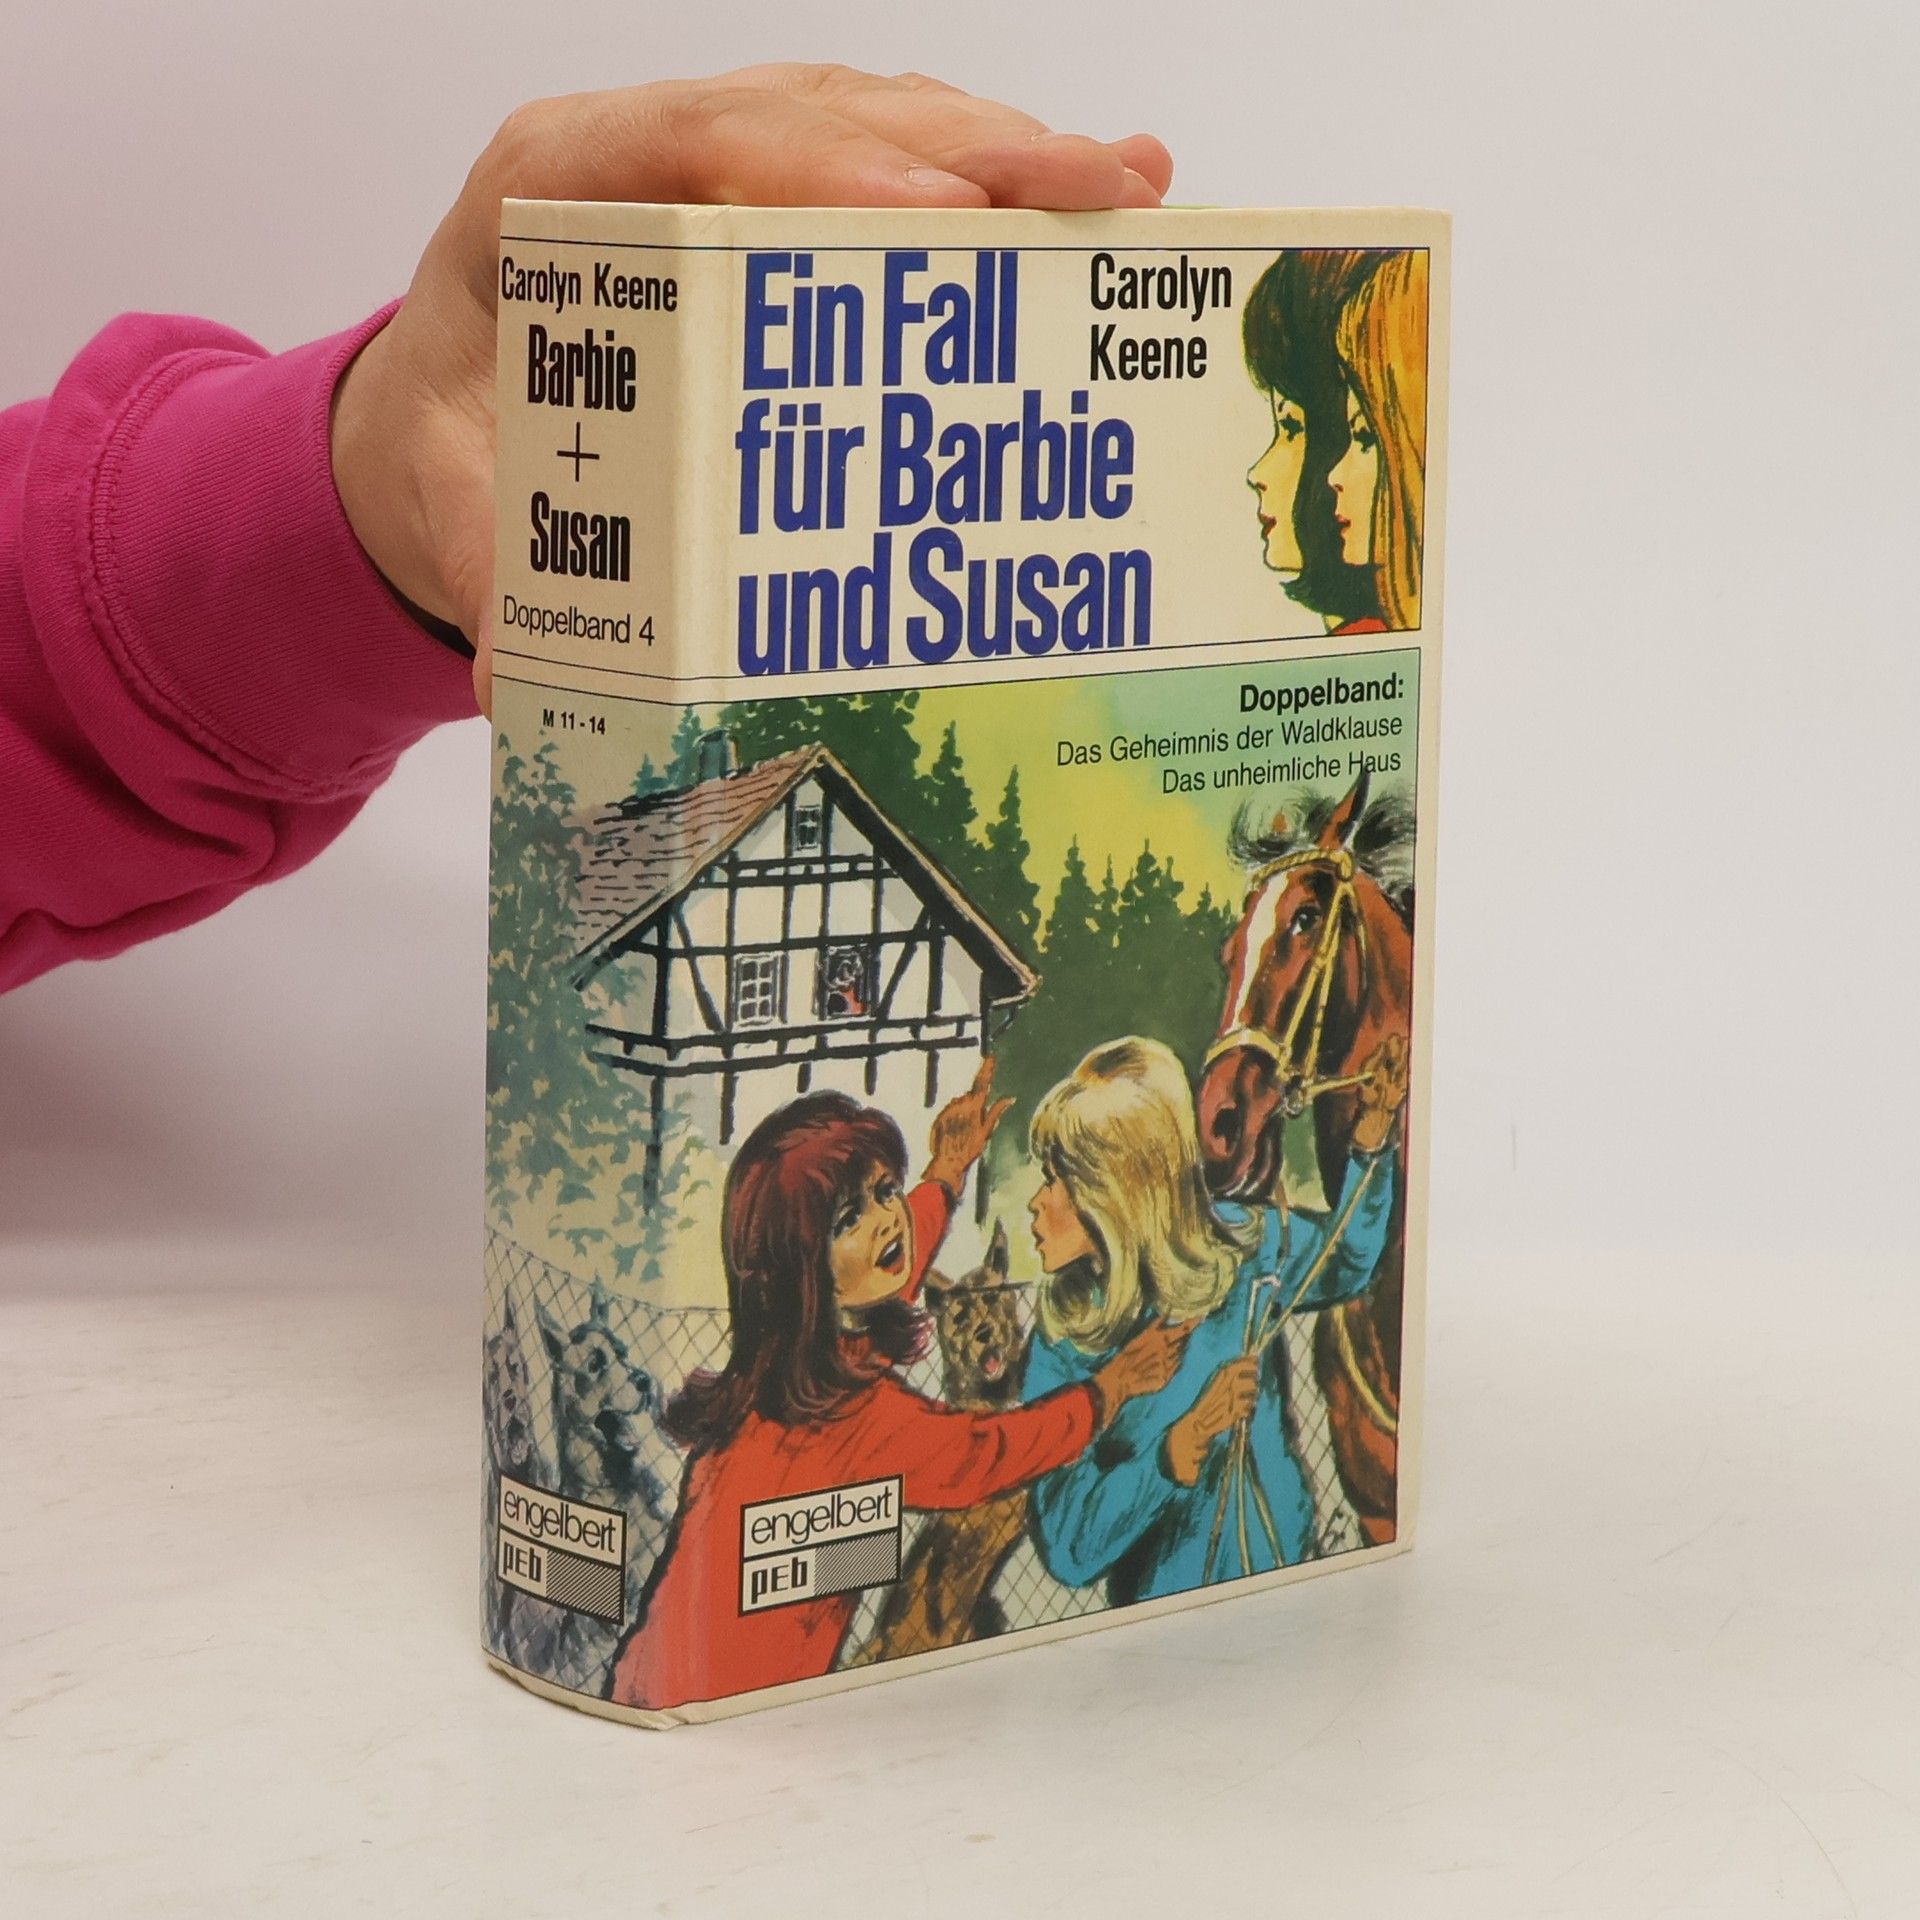 Carolyn Keene
Barbie
+
Susan
Doppelband 4
M 11 - 14
engelbert
pEb
Ein Fall
für Barbie
und Susan
Carolyn
Keene
Doppelband:
Das Geheimnis der Waldklause
Das unheimliche Haus
engelbert
pEb